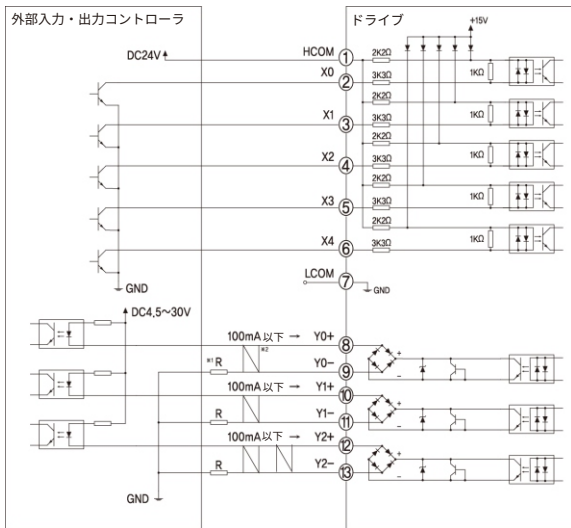 外部入力・出力コントローラ
ドライブ
+15V
DC24V
HCOM
①
2K2Ω
1KΩ
X0
②
3K3Ω
2K2Ω
1KΩ
X1
③
3K3Ω
2K2Ω
1KΩ
X2
④
3K3Ω
2K2Ω
1KΩ
X3
⑤
3K3Ω
2K2Ω
1KΩ
X4
⑥
3K3Ω
LCOM
⑦
GND
GND
DC4,5～30V
100mA以下 → Y0+
⑧
+
※2
※1 R
Y0-
⑨
-
100mA以下 → Y1+
⑩
+
R
Y1-
⑪
-
100mA以下 → Y2+
⑫
+
R
Y2-
⑬
-
GND